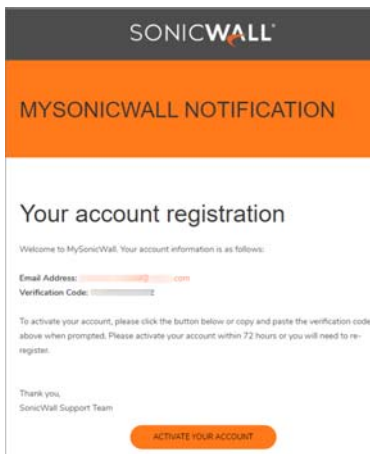 SONICWALL
MYSONICWALL NOTIFICATION
Your account registration
Welcome to MySonicWall. Your account information is as follows:
Email Address: .com
Verification Code:
To activate your account, please click the button below or copy and paste the verification code
above when prompted. Please activate your account within 72 hours or you will need to re-
register.
Thank you,
SonicWall Support Team
ACTIVATE YOUR ACCOUNT